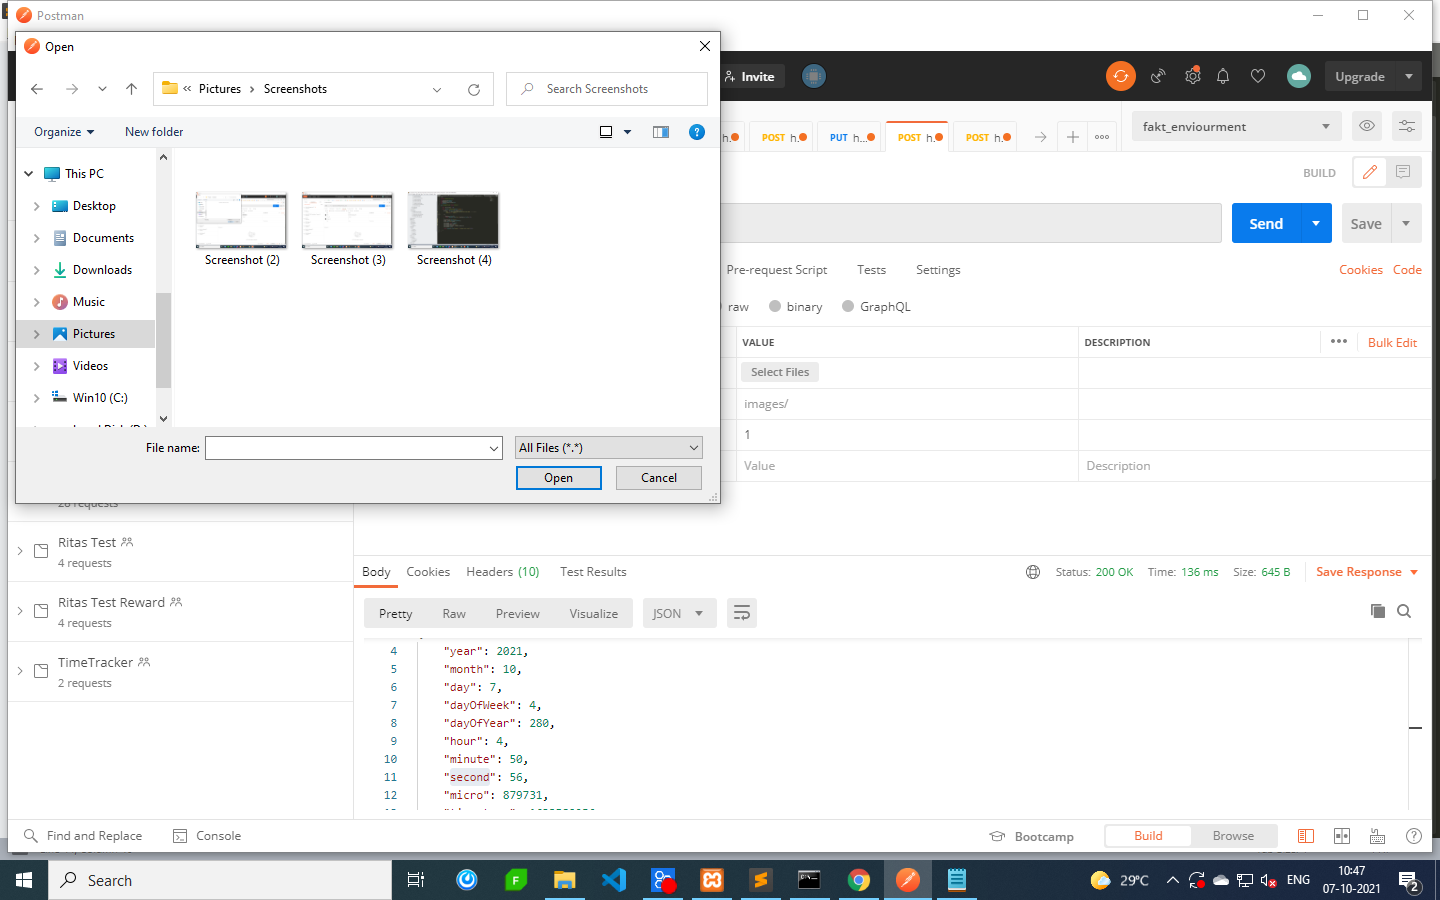 Postman
Open
Pictures
Screenshots
Search Screenshots
Organize
New folder
This PC
Desktop
Documents
Downloads
Music
Pictures
Videos
Win10 (C:)
Screenshot (2)
Screenshot (3)
Screenshot (4)
File name:
All Files (*.*)
Open
Cancel
Invite
Upgrade
h.
POST h.
PUT h...
POST h.
POST h.
fakt_enviourment
BUILD
Send
Save
Pre-request Script
Tests
Settings
Cookies
Code
raw
binary
GraphQL
VALUE
DESCRIPTION
Bulk Edit
Select Files
images/
1
Value
Description
28 requests
Ritas Test
4 requests
Ritas Test Reward
4 requests
TimeTracker
2 requests
Body
Cookies
Headers (10)
Test Results
Status: 200 OK
Time: 136 ms
Size: 645 B
Save Response
Pretty
Raw
Preview
Visualize
JSON
4 "year": 2021,
5 "month": 10,
6 "day": 7,
7 "dayOfWeek": 4,
8 "dayOfYear": 280,
9 "hour": 4,
10 "minute": 50,
11 "second": 56,
12 "micro": 879731,
Find and Replace
Console
Bootcamp
Build
Browse
Search
29°C
ENG
10:47
07-10-2021
2